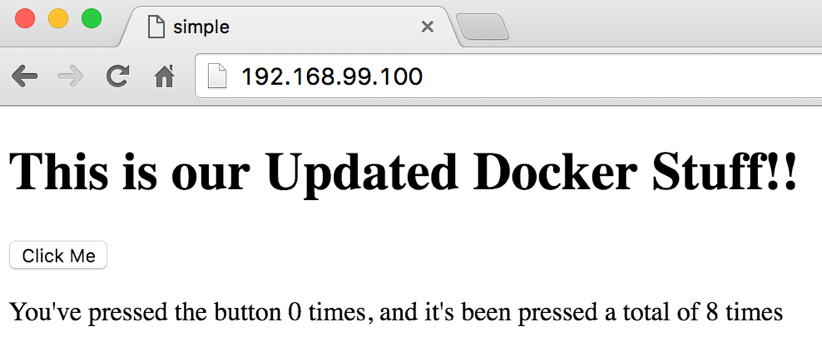 simple
192.168.99.100
This is our Updated Docker Stuff!!
Click Me
You've pressed the button 0 times, and it's been pressed a total of 8 times